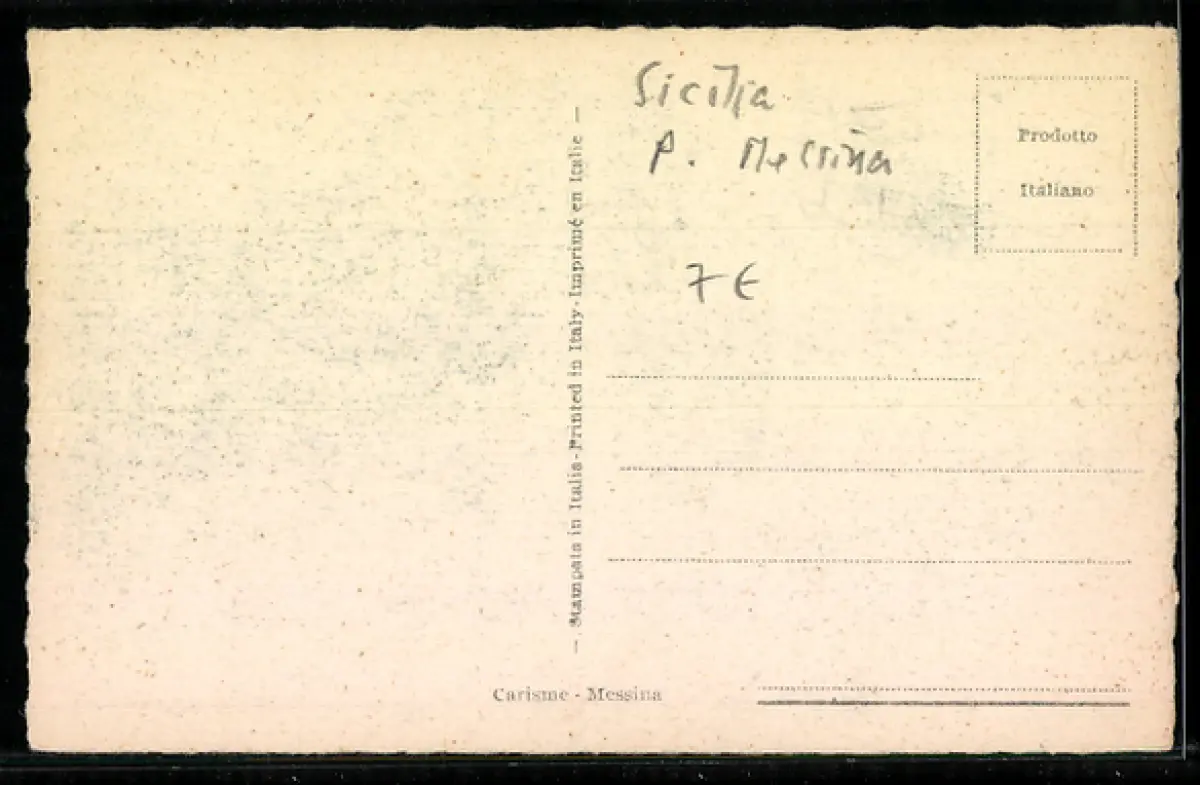 Sicilia
P. Messina
7 €
Prodotto
Italiano
— Stampata in Italia - Printed in Italy - Imprimé en Italie —
Carisme - Messina